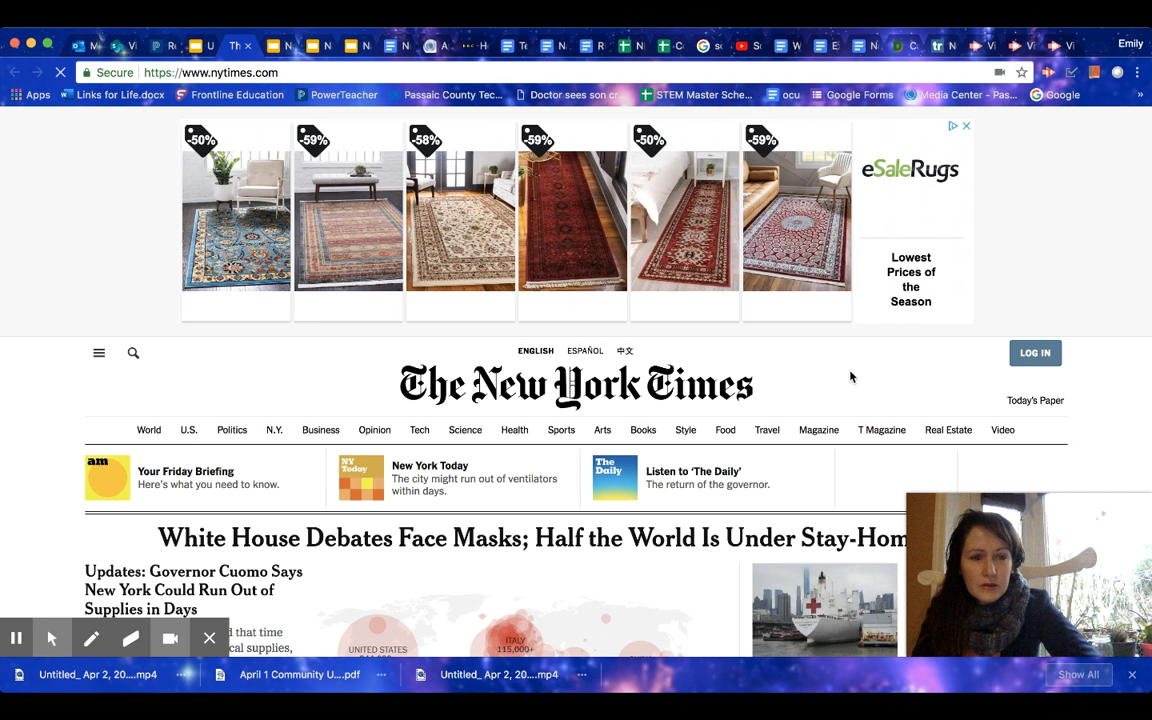 Emily
Secure https://www.nytimes.com
Apps Links for Life.docx Frontline Education PowerTeacher Passaic County Tec... Doctor sees son cr... STEM Master Sche... ocu Google Forms Media Center - Pas... Google »
-50% -59% -58% -59% -50% -59%
eSaleRugs
Lowest
Prices of
the
Season
ENGLISH ESPAÑOL 中文
LOG IN
The New York Times
Today's Paper
World U.S. Politics N.Y. Business Opinion Tech Science Health Sports Arts Books Style Food Travel Magazine T Magazine Real Estate Video
am
Your Friday Briefing
Here's what you need to know.
NY
Today
New York Today
The city might run out of ventilators
within days.
The
Daily
Listen to 'The Daily'
The return of the governor.
White House Debates Face Masks; Half the World Is Under Stay-Hom
Updates: Governor Cuomo Says
New York Could Run Out of
Supplies in Days
d that time
cal supplies,
UNITED STATES
ITALY
115,000+
Untitled_ Apr 2, 20....mp4 April 1 Community U....pdf Untitled_ Apr 2, 20....mp4 Show All